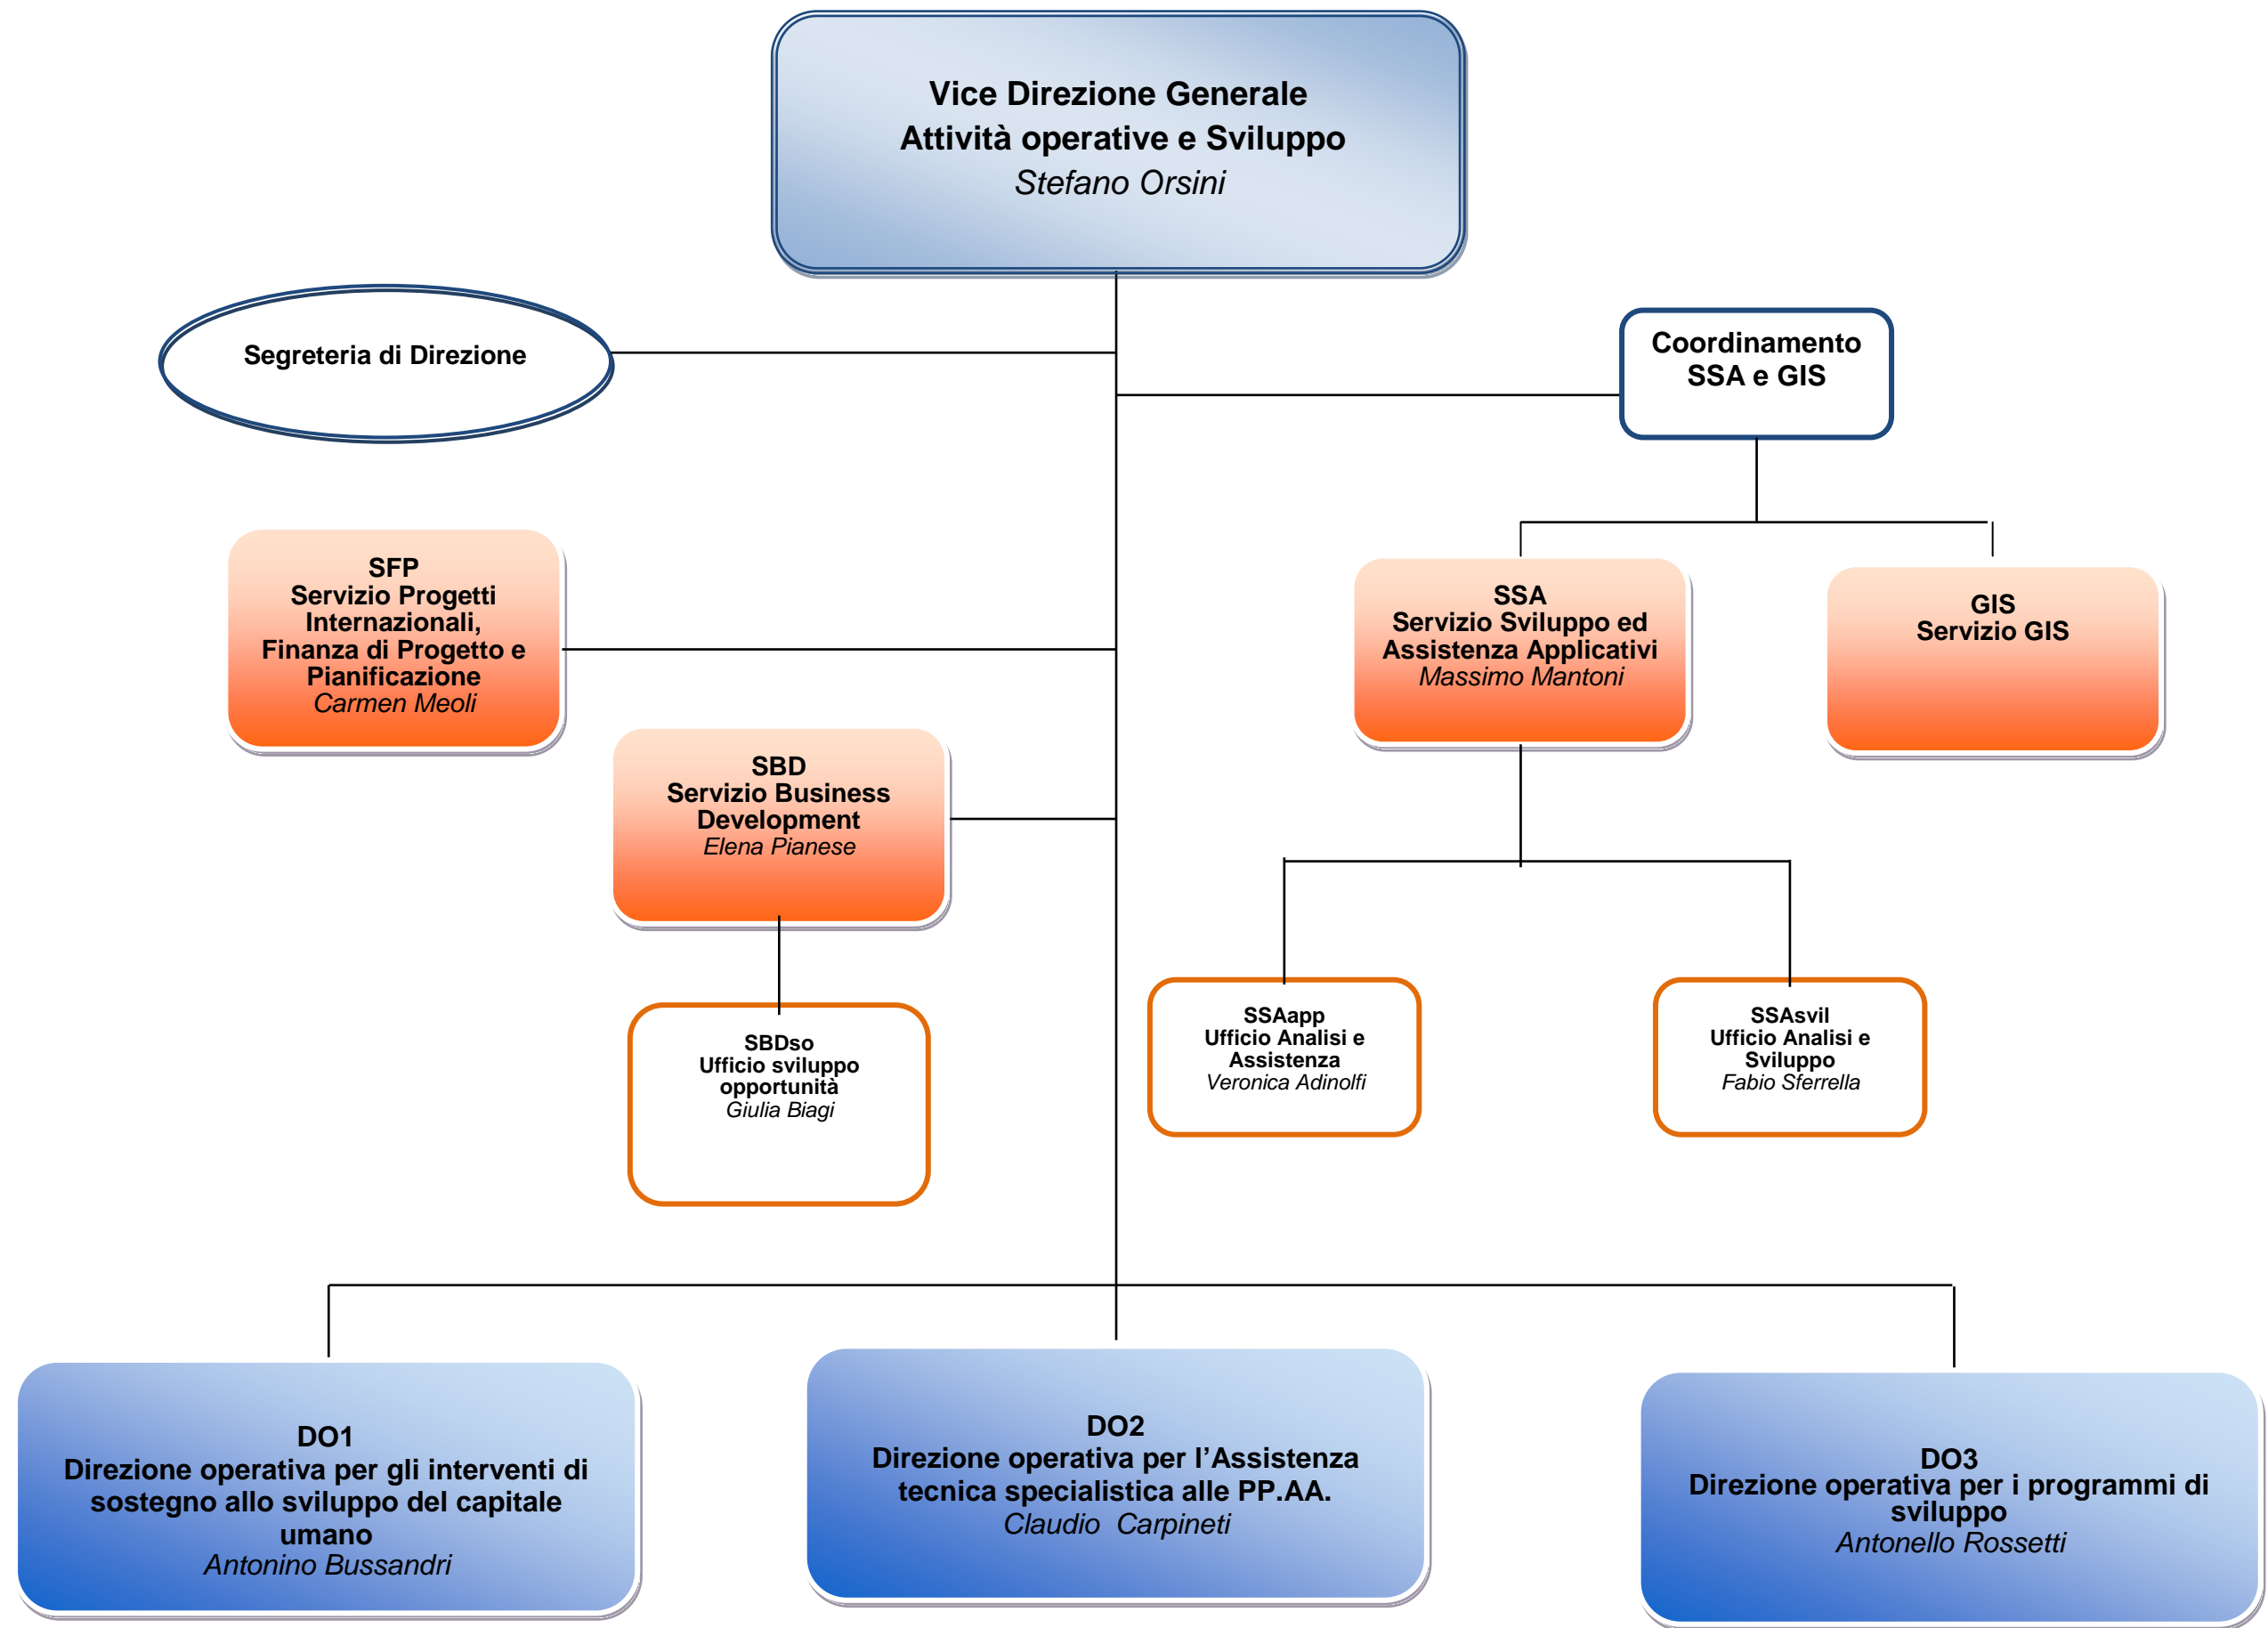 Vice Direzione Generale
Attività operative e Sviluppo
Stefano Orsini
Segreteria di Direzione
Coordinamento
SSA e GIS
SFP
Servizio Progetti
Internazionali,
Finanza di Progetto e
Pianificazione
Carmen Meoli
SSA
Servizio Sviluppo ed
Assistenza Applicativi
Massimo Mantoni
GIS
Servizio GIS
SBD
Servizio Business
Development
Elena Pianese
SBDso
Ufficio sviluppo
opportunità
Giulia Biagi
SSAapp
Ufficio Analisi e
Assistenza
Veronica Adinolfi
SSAsvil
Ufficio Analisi e
Sviluppo
Fabio Sferrella
DO1
Direzione operativa per gli interventi di
sostegno allo sviluppo del capitale
umano
Antonino Bussandri
DO2
Direzione operativa per l’Assistenza
tecnica specialistica alle PP.AA.
Claudio Carpineti
DO3
Direzione operativa per i programmi di
sviluppo
Antonello Rossetti